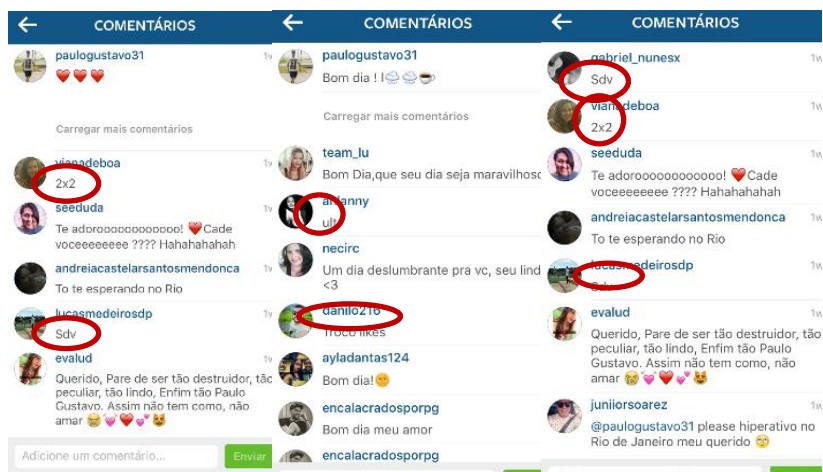 COMENTÁRIOS
paulogustavo31 1w
❤️❤️❤️
Carregar mais comentários
vianadeboa 1w
2x2
seeduda 1w
Te adorooooooooooooo! ❤️Cade
voceeeeeeee ???? Hahahahahah
andreiacastelarsantosmendonca 1w
To te esperando no Rio
lucasmedeirosdp 1w
Sdv
evalud 1w
Querido, Pare de ser tão destruidor, tão
peculiar, tão lindo, Enfim tão Paulo
Gustavo. Assim não tem como, não
amar 😭💓❤️💕😻
Adicione um comentário... Enviar
COMENTÁRIOS
paulogustavo31
Bom dia ! I🌧🌧☕
Carregar mais comentários
team_lu
Bom Dia,que seu dia seja maravilhoso
ult
necirc
Um dia deslumbrante pra vc, seu lind
<3
danilo216
Troco likes
ayladantas124
Bom dia!
encalacradosporpg
Bom dia meu amor
encalacradosporpg
COMENTÁRIOS
gabriel_nunesx 1w
Sdv
vianadeboa 1w
2x2
seeduda 1w
Te adorooooooooooooo! ❤️Cade
voceeeeeeee ???? Hahahahahah
andreiacastelarsantosmendonca 1w
To te esperando no Rio
lucasmedeirosdp 1w
Sdv
evalud 1w
Querido, Pare de ser tão destruidor, tão
peculiar, tão lindo, Enfim tão Paulo
Gustavo. Assim não tem como, não
amar 😭💓❤️💕😻
juniiorsoarez 1w
@paulogustavo31 please hiperativo no
Rio de Janeiro meu querido 😁